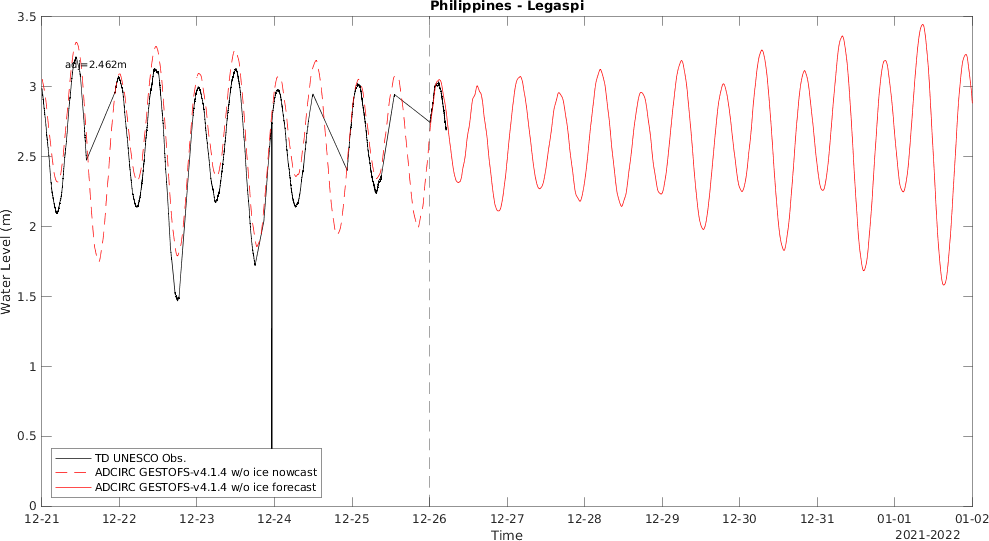 Philippines - Legaspi
3.5
3
2.5
2
1.5
1
0.5
0
Water Level (m)
adj=2.462m
TD UNESCO Obs.
ADCIRC GESTOFS-v4.1.4 w/o ice nowcast
ADCIRC GESTOFS-v4.1.4 w/o ice forecast
12-21 12-22 12-23 12-24 12-25 12-26 12-27 12-28 12-29 12-30 12-31 01-01 01-02
Time
2021-2022